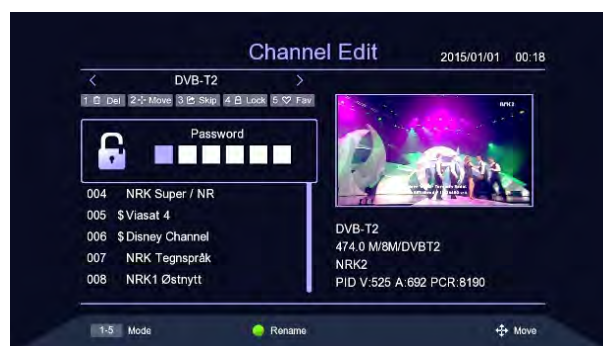 Channel Edit
2015/01/01 00:18
DVB-T2
1 Del 2 Move 3 Skip 4 Lock 5 Fav
Password
004 NRK Super / NR
005 $ Viasat 4
006 $ Disney Channel
007 NRK Tegnspråk
008 NRK1 Østnytt
NRK2
DVB-T2
474.0 M/8M/DVBT2
NRK2
PID V:525 A:692 PCR:8190
1-5 Mode
Rename
Move